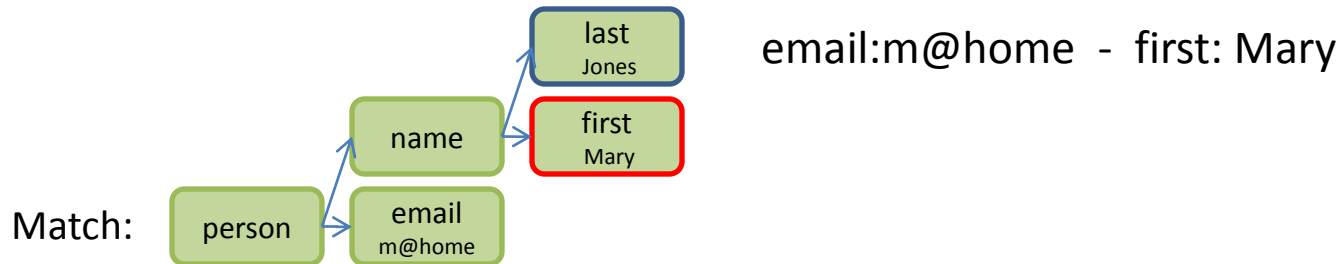 last
Jones
email:m@home - first: Mary
name
first
Mary
Match:
person
email
m@home